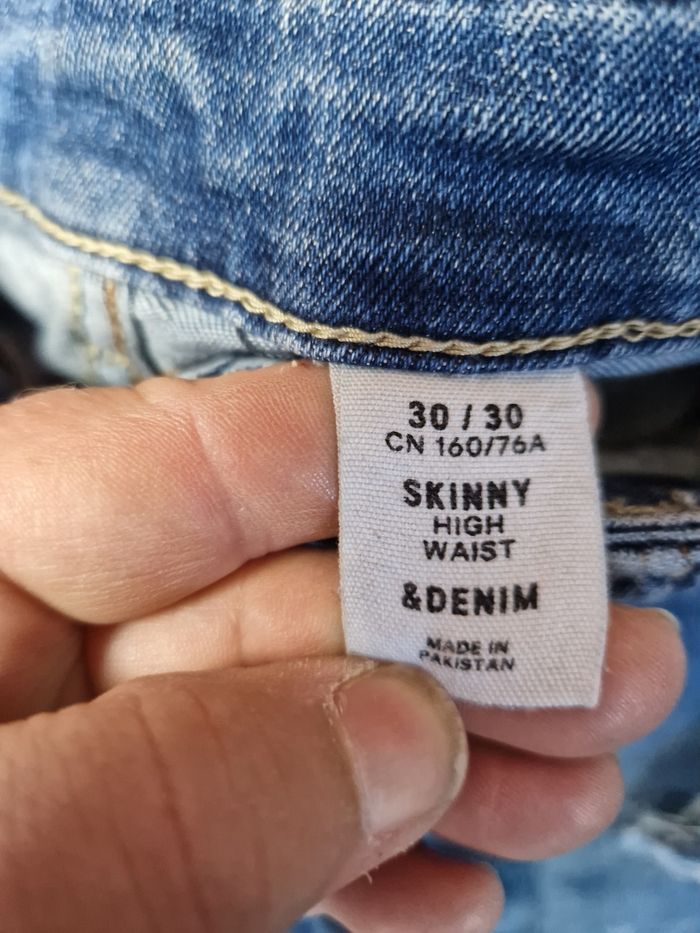 30 / 30
CN 160/76A
SKINNY
HIGH
WAIST
&DENIM
MADE IN
PAKISTAN